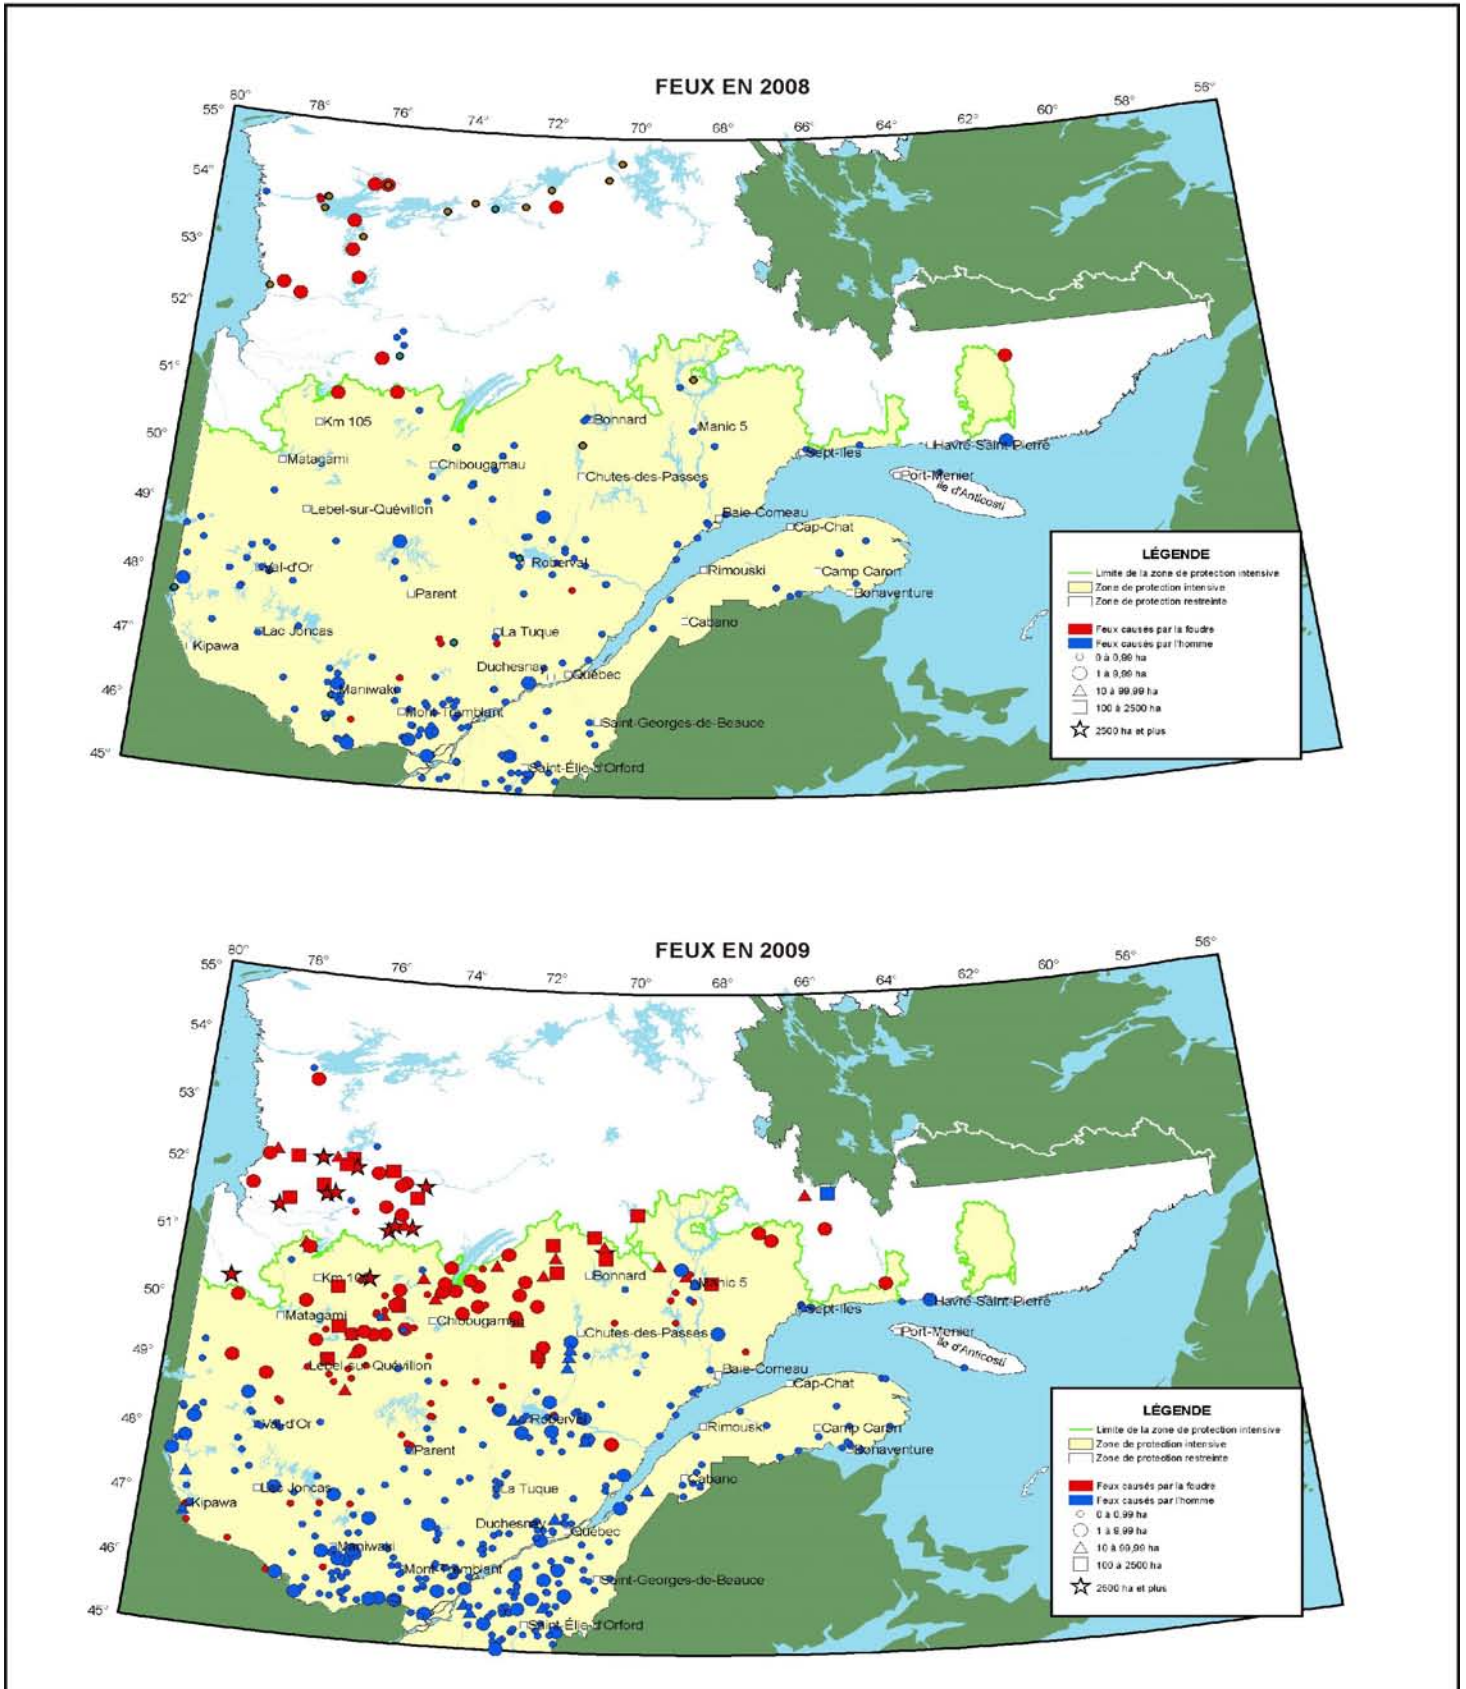 FEUX EN 2008
80°
78°
76°
74°
72°
70°
68°
66°
64°
62°
60°
58°
56°
55°
54°
53°
52°
51°
50°
49°
48°
47°
46°
45°
Km 105
Bonnard
Manic 5
Matagami
Chibougamau
Chutes-des-Passes
Sept-Iles
Havre-Saint-Pierre
Port-Menier
Ile d'Anticosti
Lebel-sur-Quévillon
Baie-Comeau
Cap-Chat
Val-d'Or
Roberval
Rimouski
Camp Caron
Bonaventure
Parent
Cabano
Lac Joncas
La Tuque
Kipawa
Duchesnay
Québec
Maniwaki
Mont-Tremblant
Saint-Georges-de-Beauce
Saint-Élie-d'Orford
LÉGENDE
Limite de la zone de protection intensive
Zone de protection intensive
Zone de protection restreinte
Feux causés par la foudre
Feux causés par l'homme
0 à 0,99 ha
1 à 9,99 ha
10 à 99,99 ha
100 à 2500 ha
2500 ha et plus
FEUX EN 2009
80°
78°
76°
74°
72°
70°
68°
66°
64°
62°
60°
58°
56°
55°
54°
53°
52°
51°
50°
49°
48°
47°
46°
45°
Km 105
Bonnard
Manic 5
Matagami
Chibougamau
Chutes-des-Passes
Sept-Iles
Havre-Saint-Pierre
Port-Menier
Ile d'Anticosti
Lebel-sur-Quévillon
Baie-Comeau
Cap-Chat
Val-d'Or
Roberval
Rimouski
Camp Caron
Bonaventure
Parent
Cabano
Lac Joncas
La Tuque
Kipawa
Duchesnay
Québec
Maniwaki
Mont-Tremblant
Saint-Georges-de-Beauce
Saint-Élie-d'Orford
LÉGENDE
Limite de la zone de protection intensive
Zone de protection intensive
Zone de protection restreinte
Feux causés par la foudre
Feux causés par l'homme
0 à 0,99 ha
1 à 9,99 ha
10 à 99,99 ha
100 à 2500 ha
2500 ha et plus